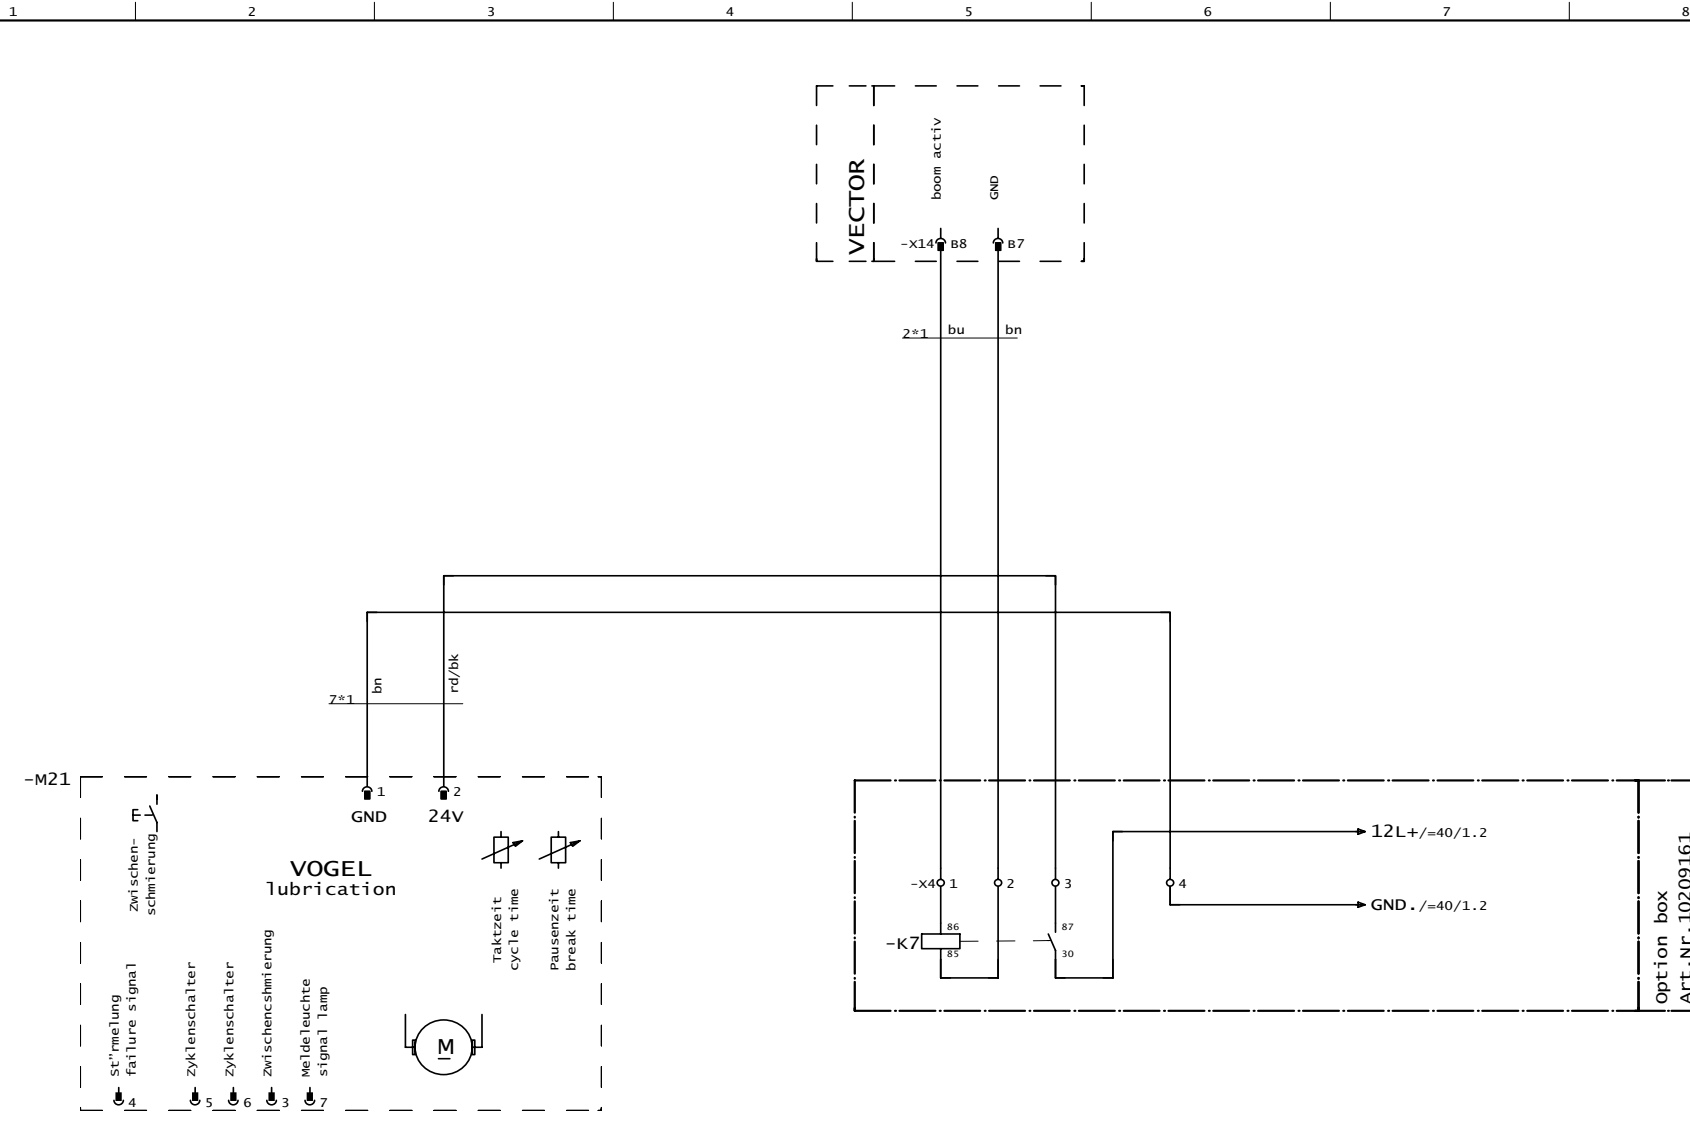 1 2 3 4 5 6 7 8
boom activ
GND
VECTOR
-X14 B8 B7
2*1 bu bn
rd/bk
bn
7*1
-M21
1 2
GND 24V
Zwischen-
schmierung
VOGEL
lubrication
Taktzeit
cycle time
Pausenzeit
break time
st"rmelung
failure signal
zyklenschalter
zyklenschalter
Zwischencshmierung
Meldeleuchte
signal lamp
M
4 5 6 3 7
12L+/=40/1.2
-X4 1 2 3 4
GND./=40/1.2
86 87
-K7
85 30
Option box
Art.Nr.10209161